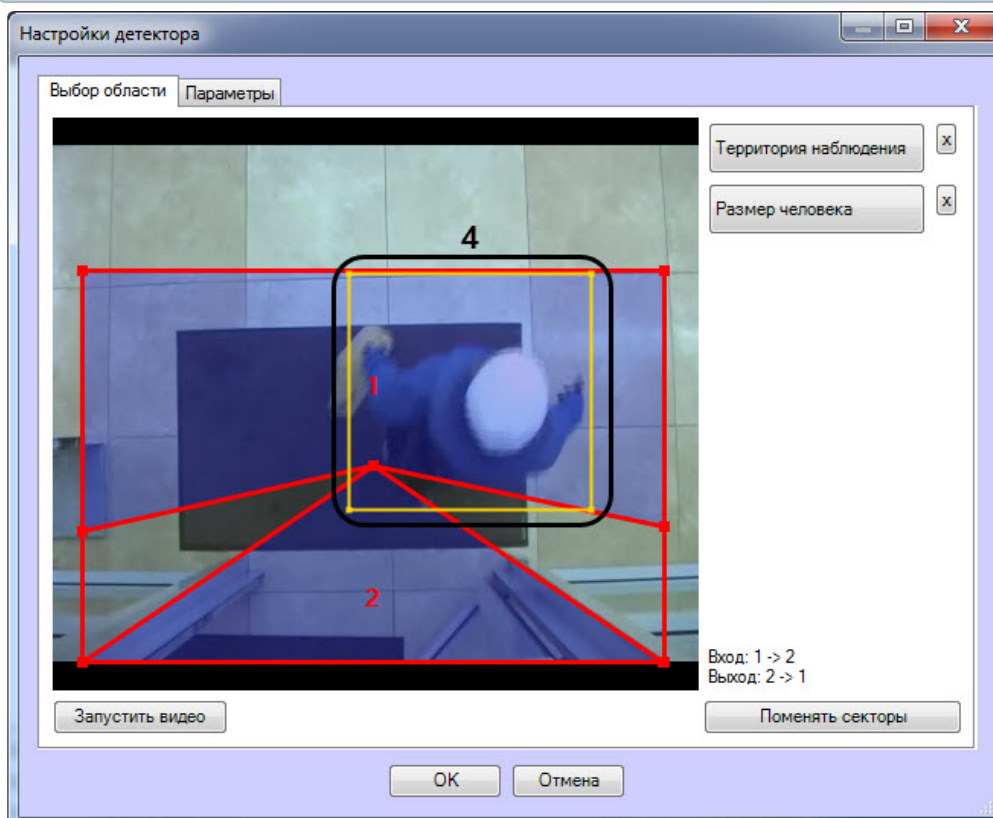 Настройки детектора
Выбор области
Параметры
Территория наблюдения
x
Размер человека
x
4
1
2
Вход: 1 -> 2
Выход: 2 -> 1
Запустить видео
Поменять секторы
OK
Отмена